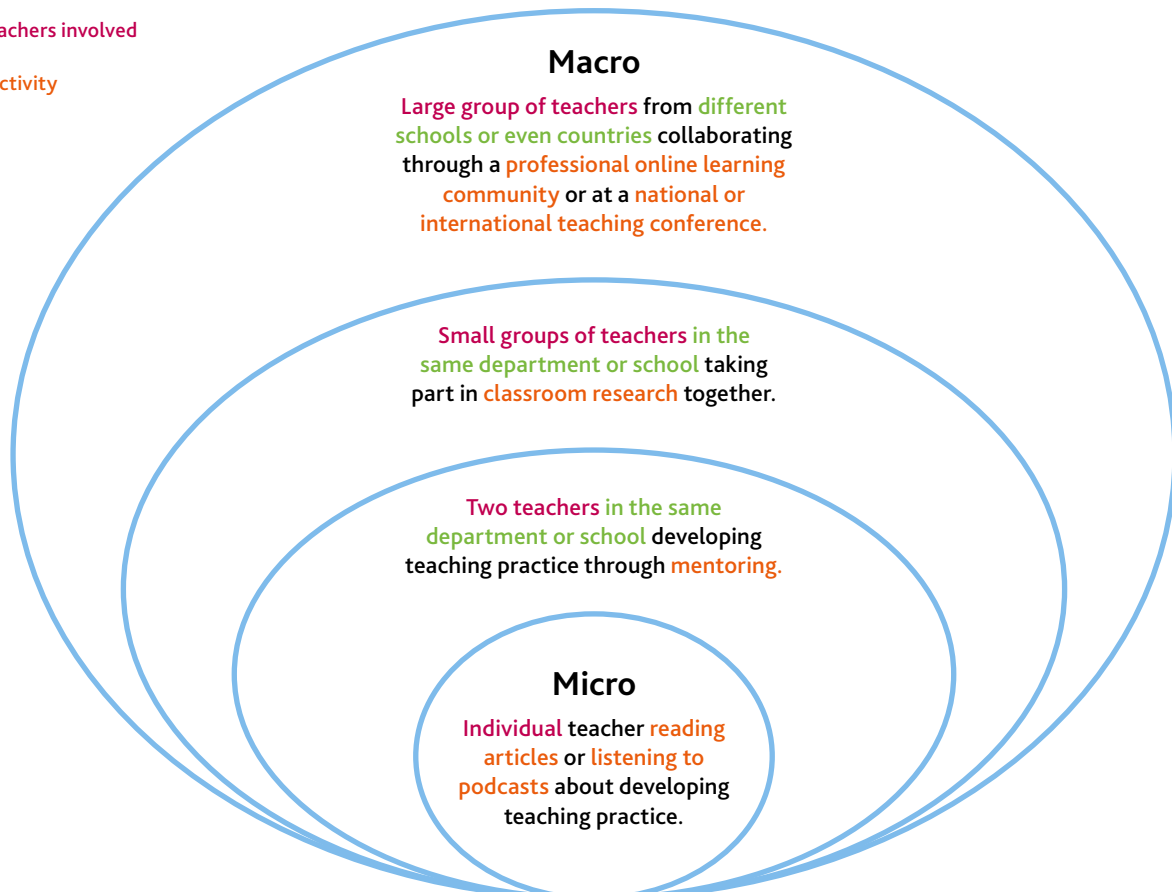 achers involved
ctivity
Macro
Large group of teachers from different
schools or even countries collaborating
through a professional online learning
community or at a national or
international teaching conference.
Small groups of teachers in the
same department or school taking
part in classroom research together.
Two teachers in the same
department or school developing
teaching practice through mentoring.
Micro
Individual teacher reading
articles or listening to
podcasts about developing
teaching practice.